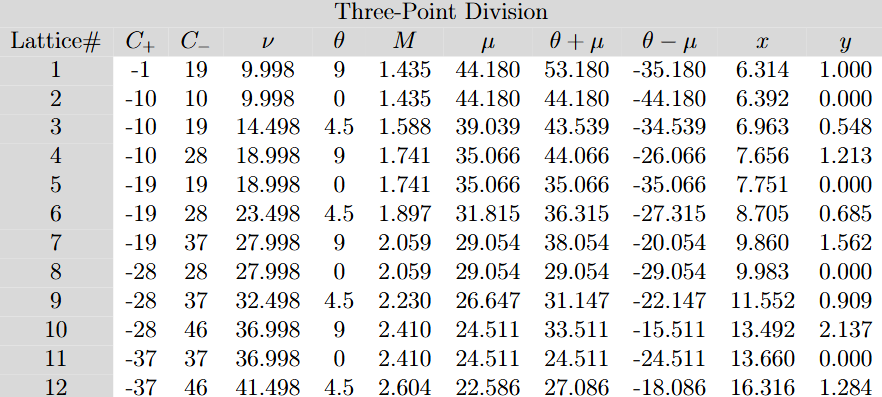 Three-Point Division
Lattice# C₊ C₋ ν θ M μ θ + μ θ − μ x y
1 -1 19 9.998 9 1.435 44.180 53.180 -35.180 6.314 1.000
2 -10 10 9.998 0 1.435 44.180 44.180 -44.180 6.392 0.000
3 -10 19 14.498 4.5 1.588 39.039 43.539 -34.539 6.963 0.548
4 -10 28 18.998 9 1.741 35.066 44.066 -26.066 7.656 1.213
5 -19 19 18.998 0 1.741 35.066 35.066 -35.066 7.751 0.000
6 -19 28 23.498 4.5 1.897 31.815 36.315 -27.315 8.705 0.685
7 -19 37 27.998 9 2.059 29.054 38.054 -20.054 9.860 1.562
8 -28 28 27.998 0 2.059 29.054 29.054 -29.054 9.983 0.000
9 -28 37 32.498 4.5 2.230 26.647 31.147 -22.147 11.552 0.909
10 -28 46 36.998 9 2.410 24.511 33.511 -15.511 13.492 2.137
11 -37 37 36.998 0 2.410 24.511 24.511 -24.511 13.660 0.000
12 -37 46 41.498 4.5 2.604 22.586 27.086 -18.086 16.316 1.284